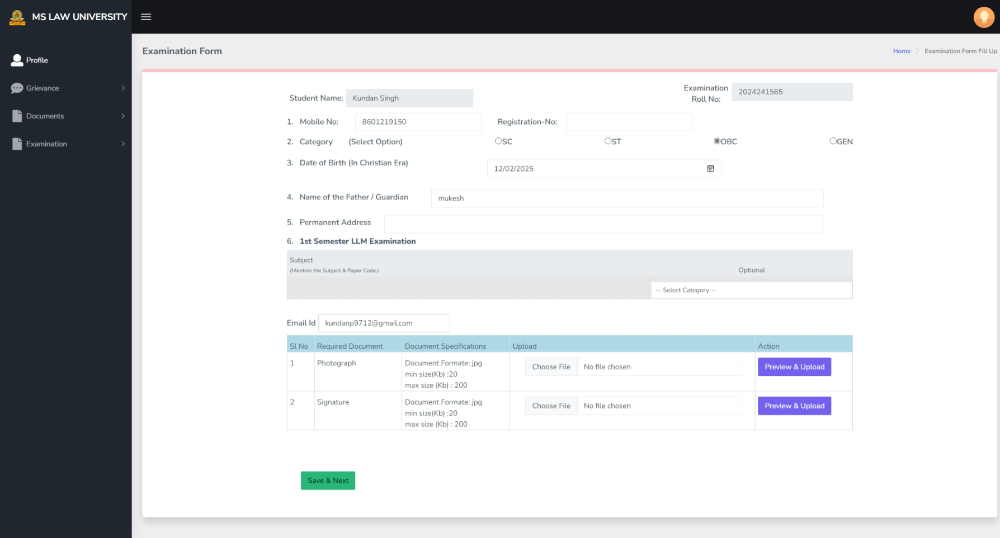 MS LAW UNIVERSITY
Profile
Grievance
Documents
Examination
Examination Form
Home > Examination Form Fill Up
Student Name: Kundan Singh
Examination
Roll No: 2024241565
1. Mobile No: 8601219150 Registration-No:
2. Category (Select Option) SC ST OBC GEN
3. Date of Birth (In Christian Era) 12/02/2025
4. Name of the Father / Guardian mukesh
5. Permanent Address
6. 1st Semester LLM Examination
Subject
(Mention the Subject & Paper Code.) Optional
-- Select Category --
Email Id kundanp9712@gmail.com
Sl No Required Document Document Specifications Upload Action
1 Photograph Document Formate: jpg Choose File No file chosen Preview & Upload
min size(Kb) :20
max size (Kb) : 200
2 Signature Document Formate: jpg Choose File No file chosen Preview & Upload
min size(Kb) :20
max size (Kb) : 200
Save & Next